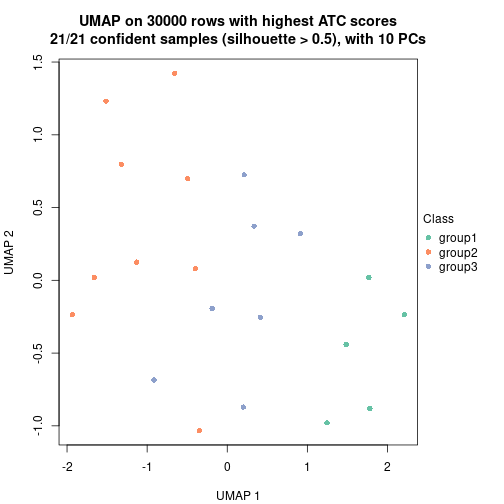 UMAP on 30000 rows with highest ATC scores
21/21 confident samples (silhouette > 0.5), with 10 PCs
1.5
1.0
0.5
0.0
-0.5
-1.0
UMAP 2
-2
-1
0
1
2
UMAP 1
Class
group1
group2
group3